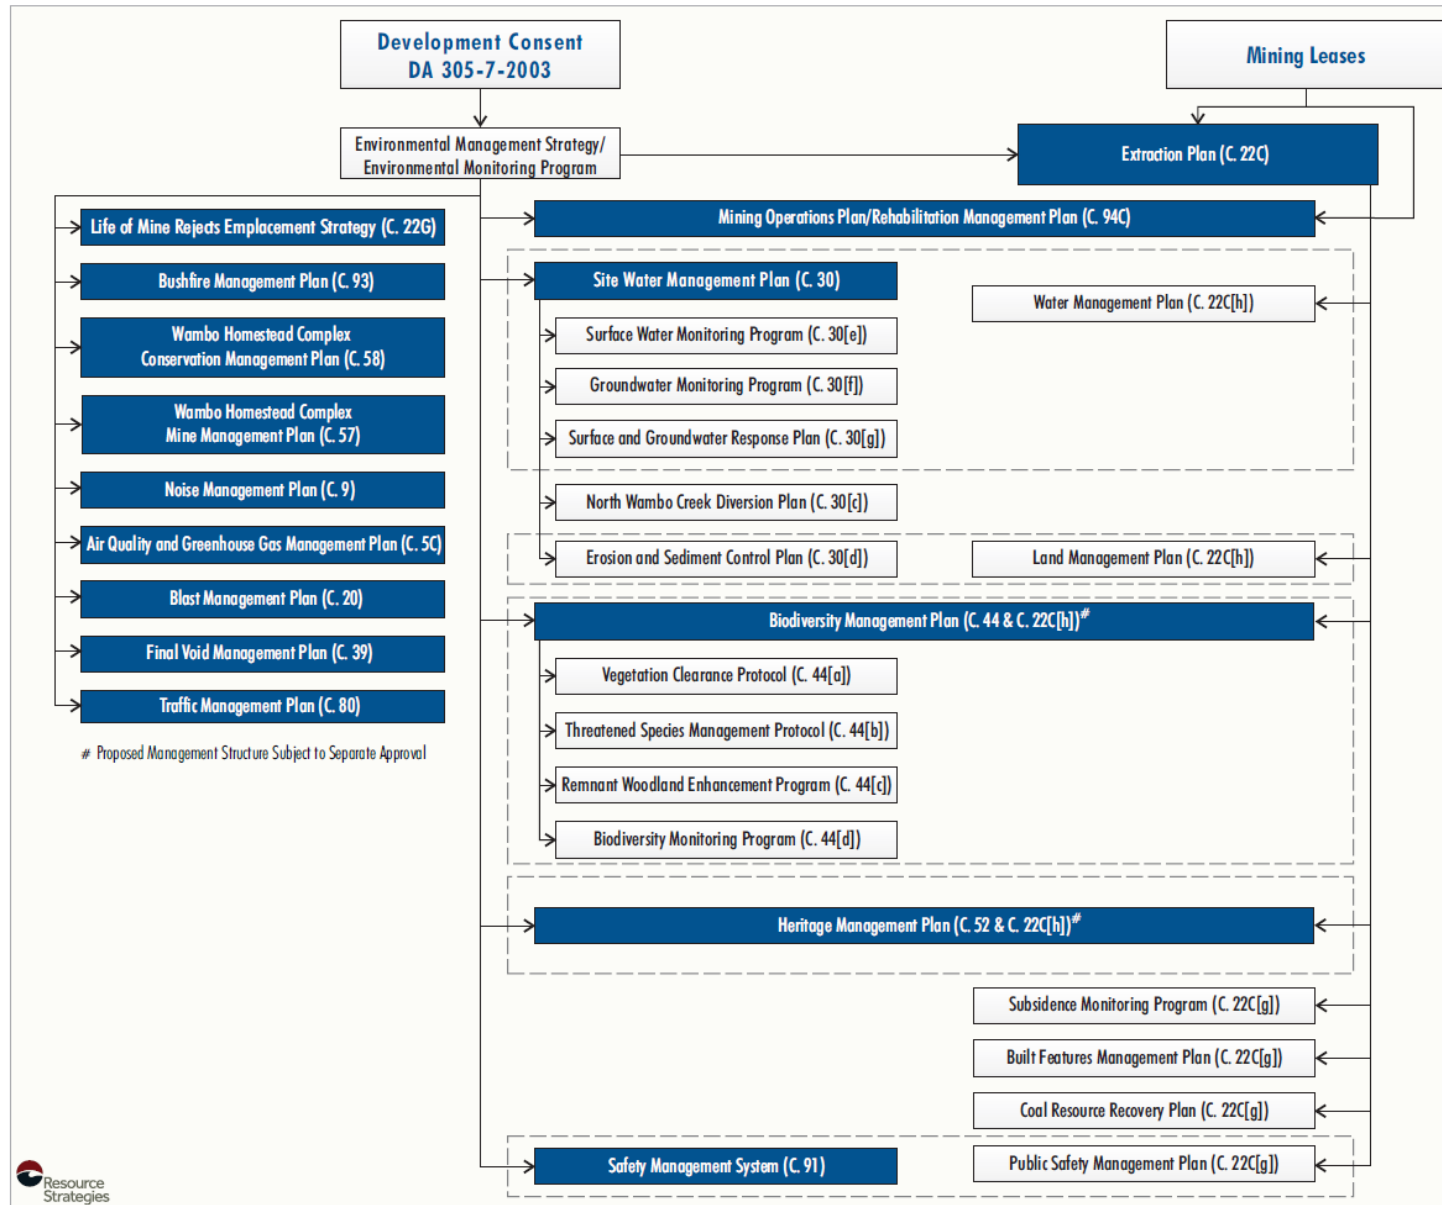 Development Consent
DA 305-7-2003
Mining Leases
Environmental Management Strategy/
Environmental Monitoring Program
Extraction Plan (C. 22C)
Life of Mine Rejects Emplacement Strategy (C. 22G)
Bushfire Management Plan (C. 93)
Wambo Homestead Complex
Conservation Management Plan (C. 58)
Wambo Homestead Complex
Mine Management Plan (C. 57)
Noise Management Plan (C. 9)
Air Quality and Greenhouse Gas Management Plan (C. 5C)
Blast Management Plan (C. 20)
Final Void Management Plan (C. 39)
Traffic Management Plan (C. 80)
# Proposed Management Structure Subject to Separate Approval
Mining Operations Plan/Rehabilitation Management Plan (C. 94C)
Site Water Management Plan (C. 30)
Water Management Plan (C. 22C[h])
Surface Water Monitoring Program (C. 30[e])
Groundwater Monitoring Program (C. 30[f])
Surface and Groundwater Response Plan (C. 30[g])
North Wambo Creek Diversion Plan (C. 30[c])
Erosion and Sediment Control Plan (C. 30[d])
Land Management Plan (C. 22C[h])
Biodiversity Management Plan (C. 44 & C. 22C[h])#
Vegetation Clearance Protocol (C. 44[a])
Threatened Species Management Protocol (C. 44[b])
Remnant Woodland Enhancement Program (C. 44[c])
Biodiversity Monitoring Program (C. 44[d])
Heritage Management Plan (C. 52 & C. 22C[h])#
Subsidence Monitoring Program (C. 22C[g])
Built Features Management Plan (C. 22C[g])
Coal Resource Recovery Plan (C. 22C[g])
Safety Management System (C. 91)
Public Safety Management Plan (C. 22C[g])
Resource
Strategies